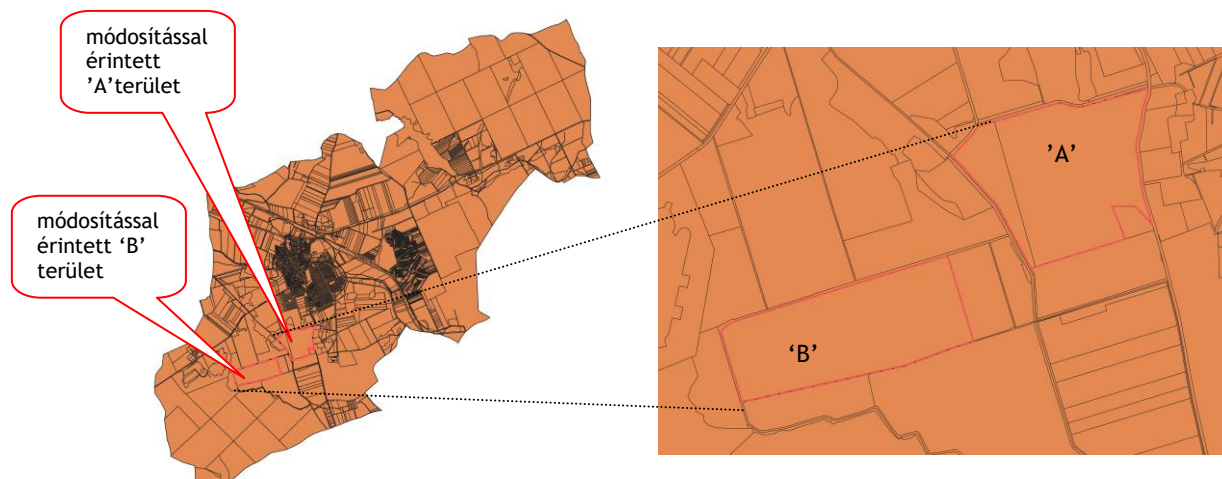 módosítással
érintett
’A’terület
módosítással
érintett ‘B’
terület
’A’
‘B’